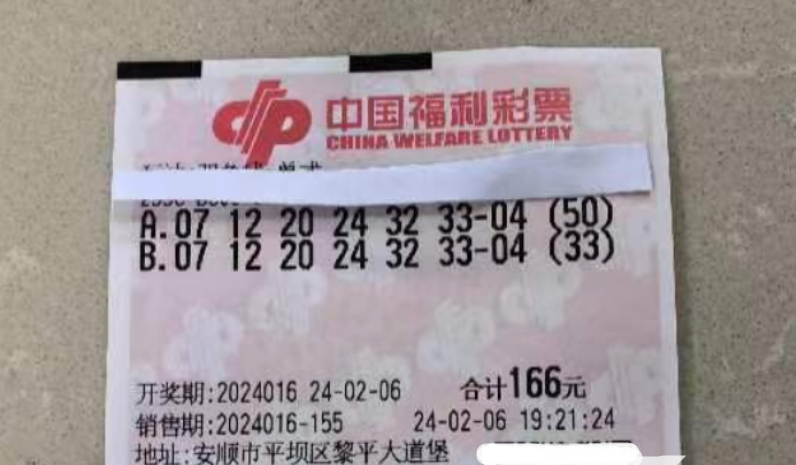 中国福利彩票
CHINA WELFARE LOTTERY
A.07 12 20 24 32 33-04 (50)
B.07 12 20 24 32 33-04 (33)
开奖期:2024016 24-02-06 合计166元
销售期:2024016-155 24-02-06 19:21:24
地址:安顺市平坝区黎平大道堡